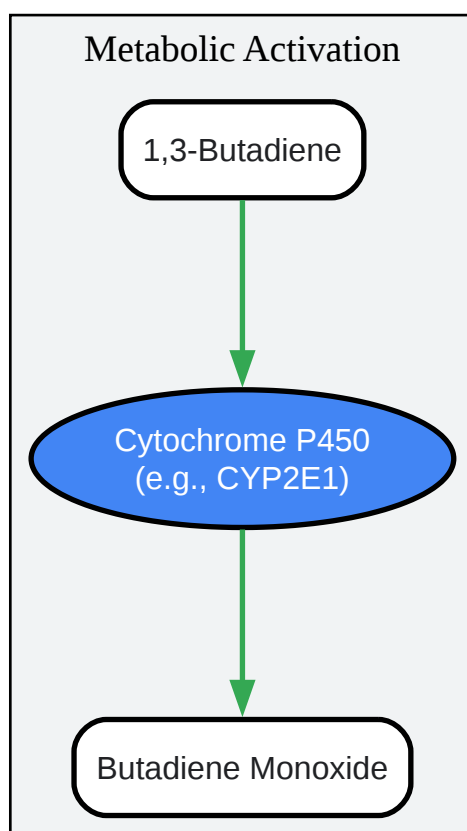 Metabolic Activation
1,3-Butadiene
Cytochrome P450
(e.g., CYP2E1)
Butadiene Monoxide